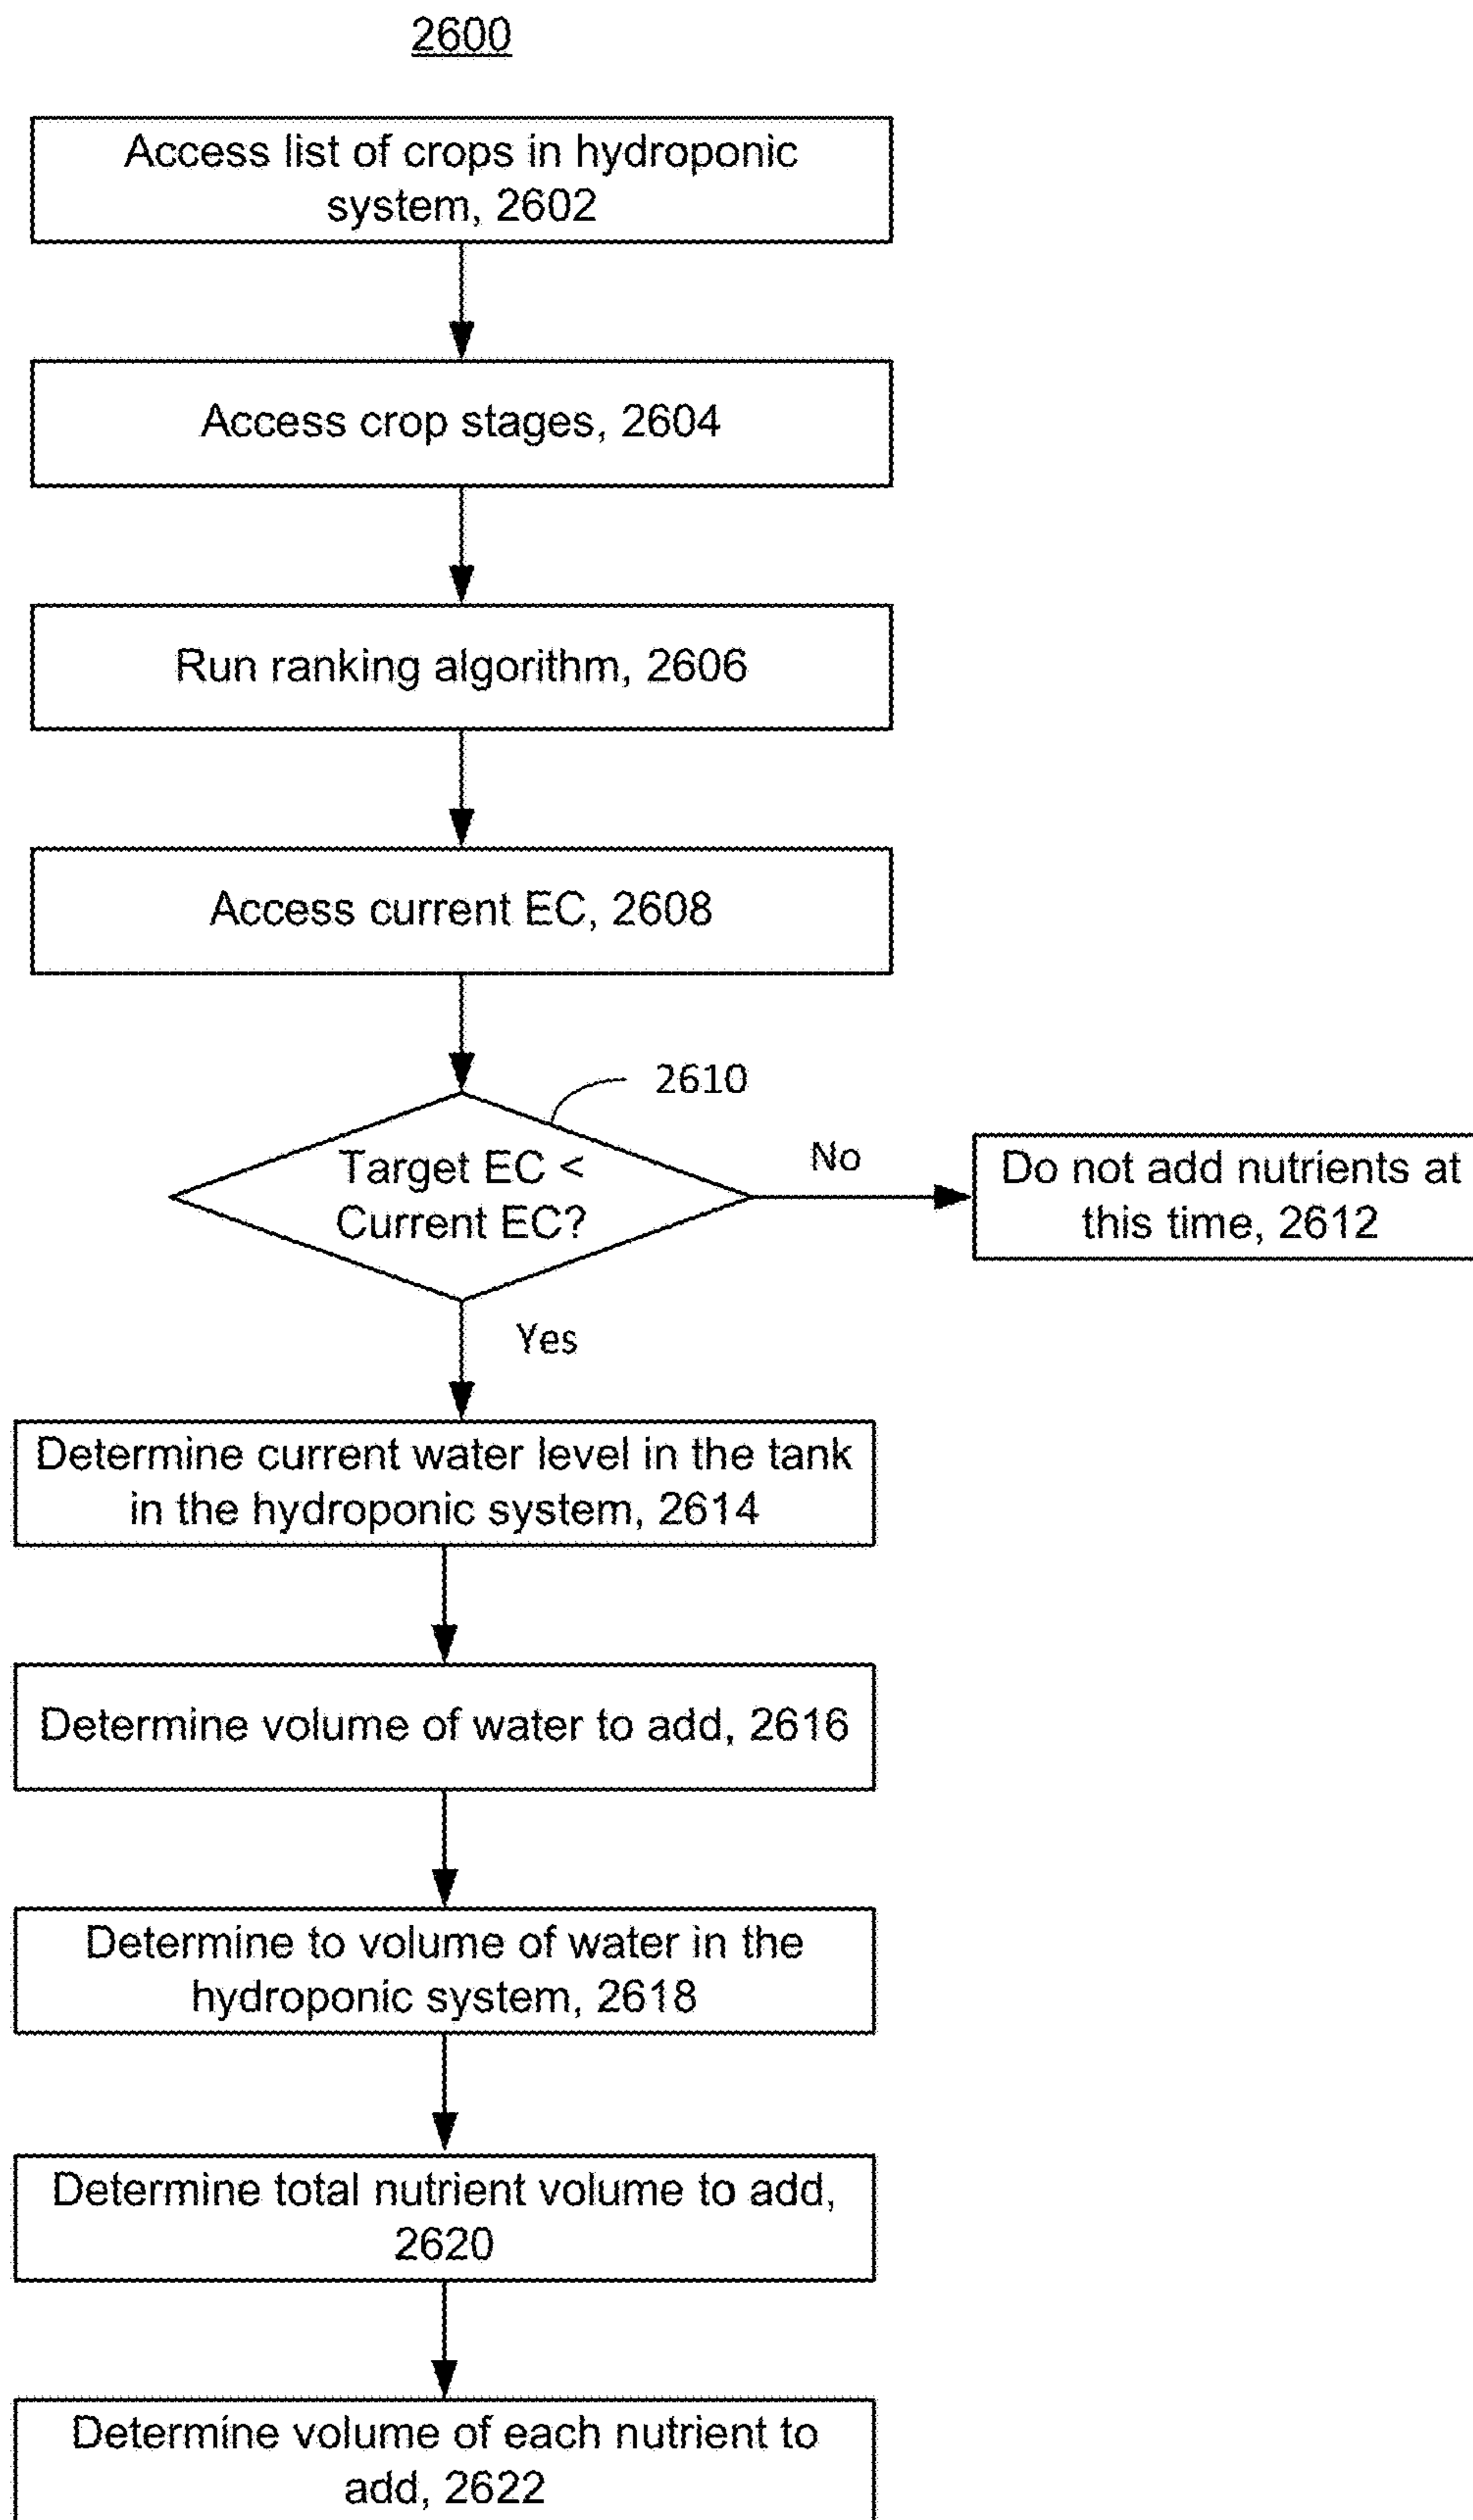 2600
Access list of crops in hydroponic
system, 2602
Access crop stages, 2604
Run ranking algorithm, 2606
Access current EC, 2608
2610
Target EC <
Current EC?
No
Do not add nutrients at
this time, 2612
Yes
Determine current water level in the tank
in the hydroponic system, 2614
Determine volume of water to add, 2616
Determine to volume of water in the
hydroponic system, 2618
Determine total nutrient volume to add,
2620
Determine volume of each nutrient to
add, 2622